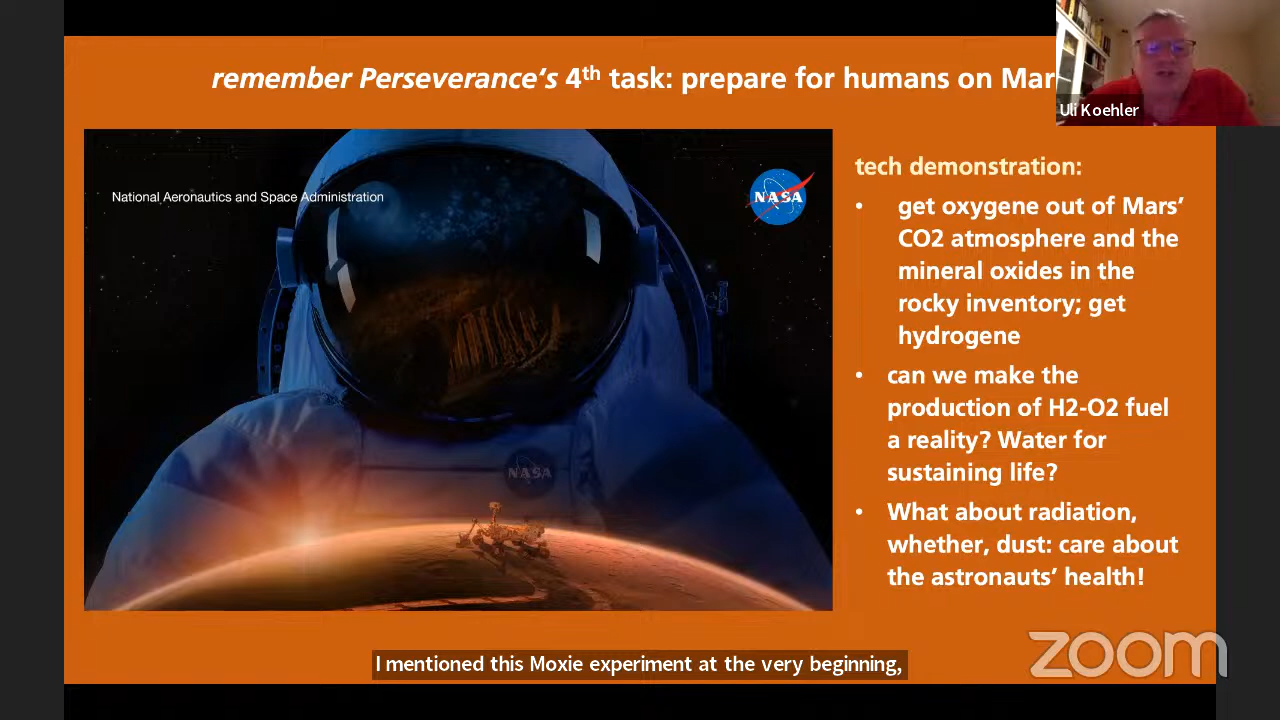 remember Perseverance's 4th task: prepare for humans on Mar
Uli Koehler
National Aeronautics and Space Administration
NASA
NASA
tech demonstration:
• get oxygene out of Mars'
CO2 atmosphere and the
mineral oxides in the
rocky inventory; get
hydrogene
• can we make the
production of H2-O2 fuel
a reality? Water for
sustaining life?
• What about radiation,
whether, dust: care about
the astronauts' health!
I mentioned this Moxie experiment at the very beginning,
zoom